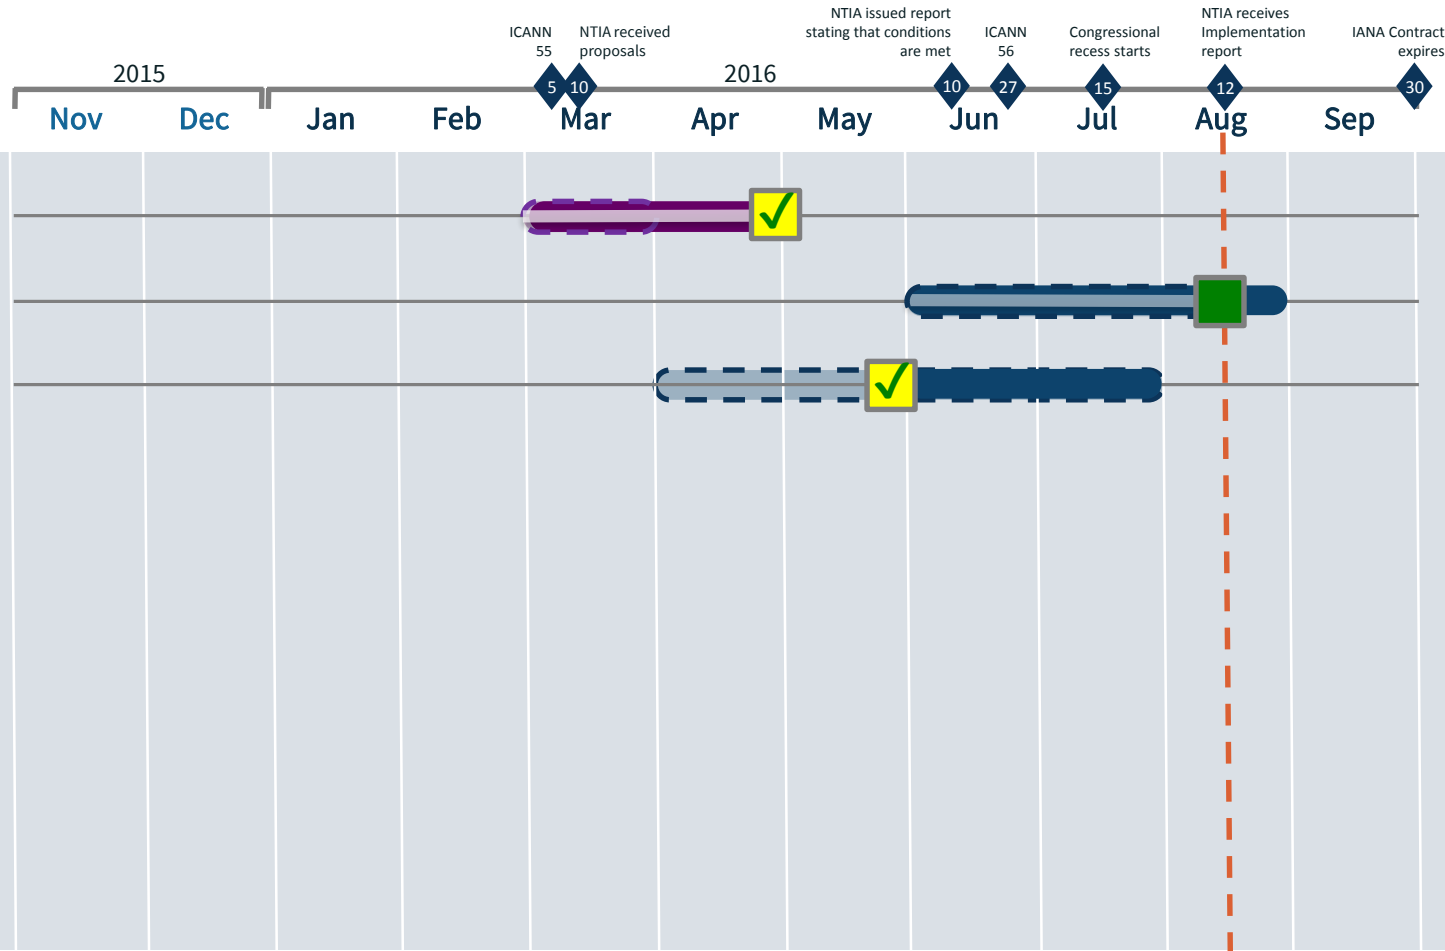 NTIA issued report
stating that conditions
are met
NTIA receives
Implementation
report
ICANN
55
NTIA received
proposals
ICANN
56
Congressional
recess starts
IANA Contract
expires
2015
2016
5
10
10
27
15
12
30
Nov
Dec
Jan
Feb
Mar
Apr
May
Jun
Jul
Aug
Sep